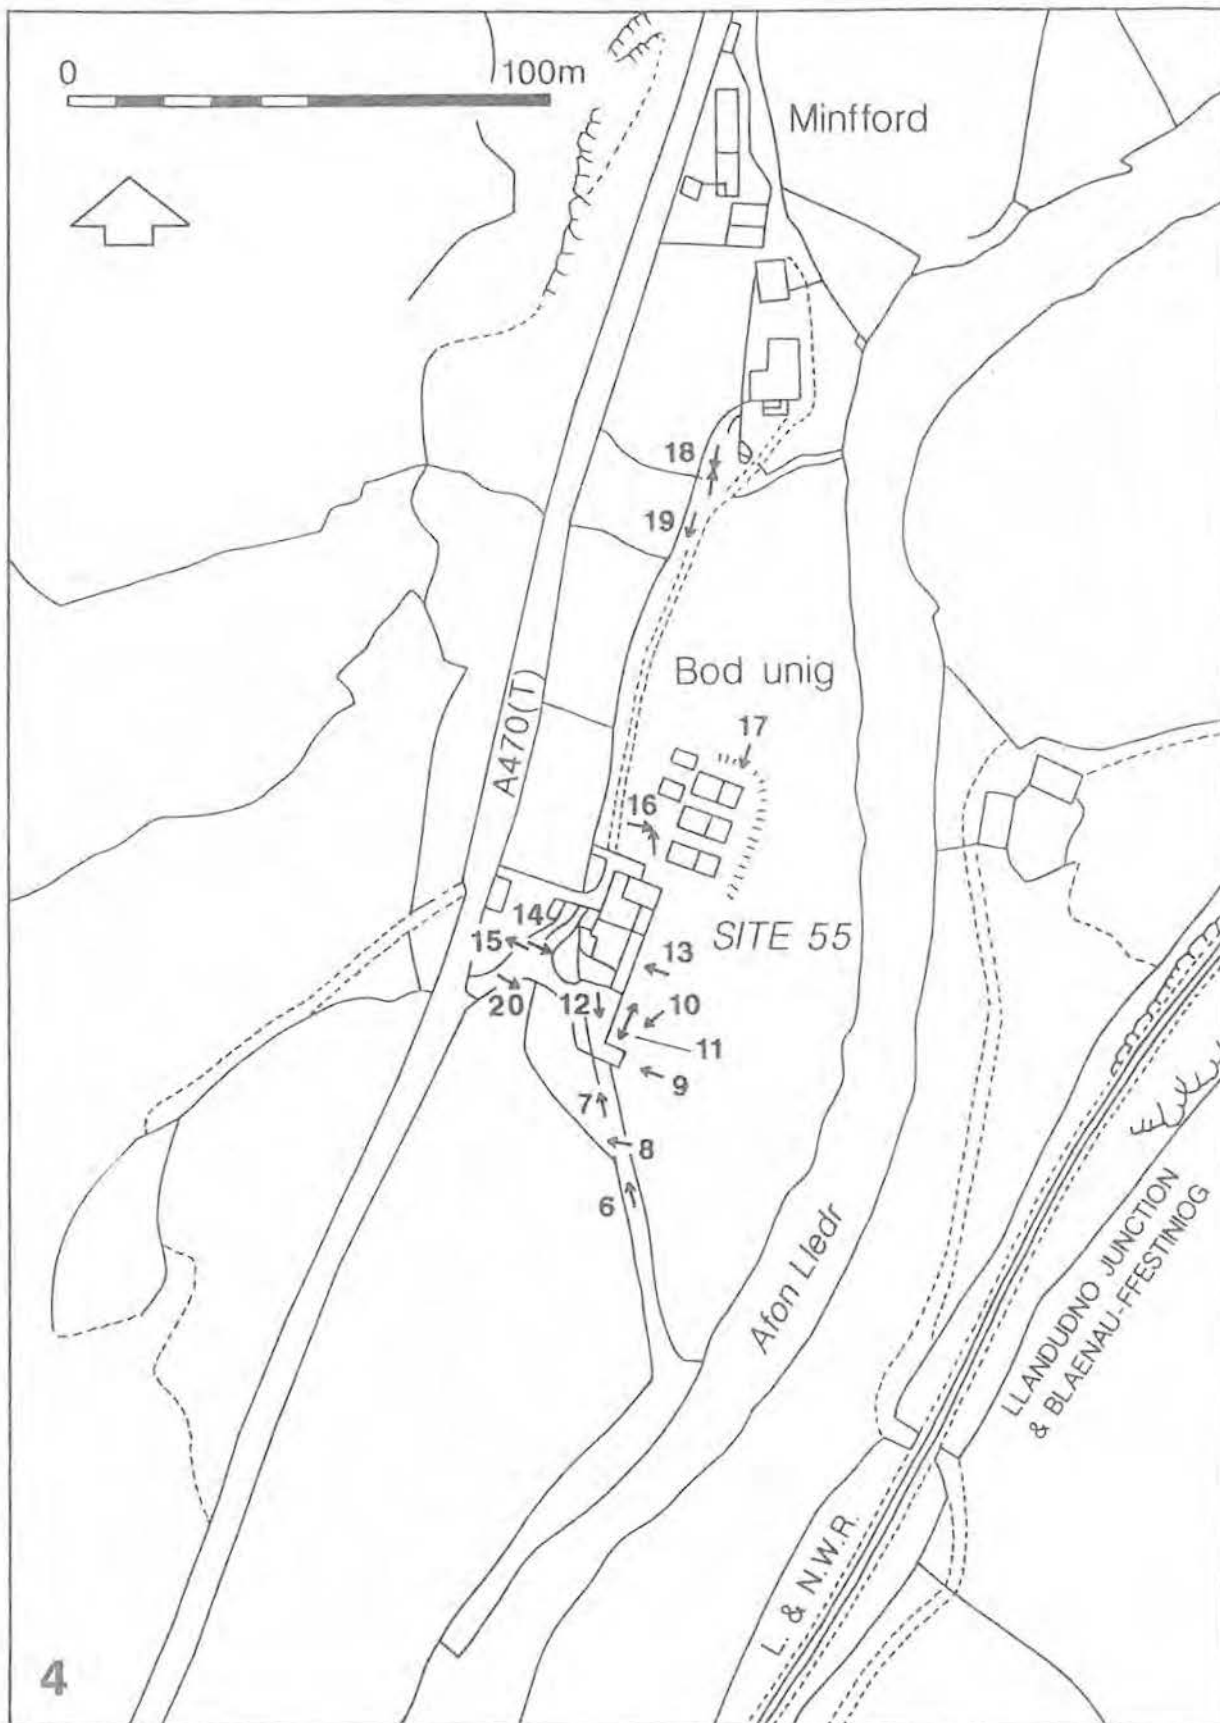 0 100m
Minfford
18
19
Bod unig
17
A470(T)
16
14
SITE 55
15
13
20 12 10
11
9
7
8
6
Afon Lledr
LLANDUDNO JUNCTION
& BLAENAU-FFESTINIOG
L. & N.W.R.
4